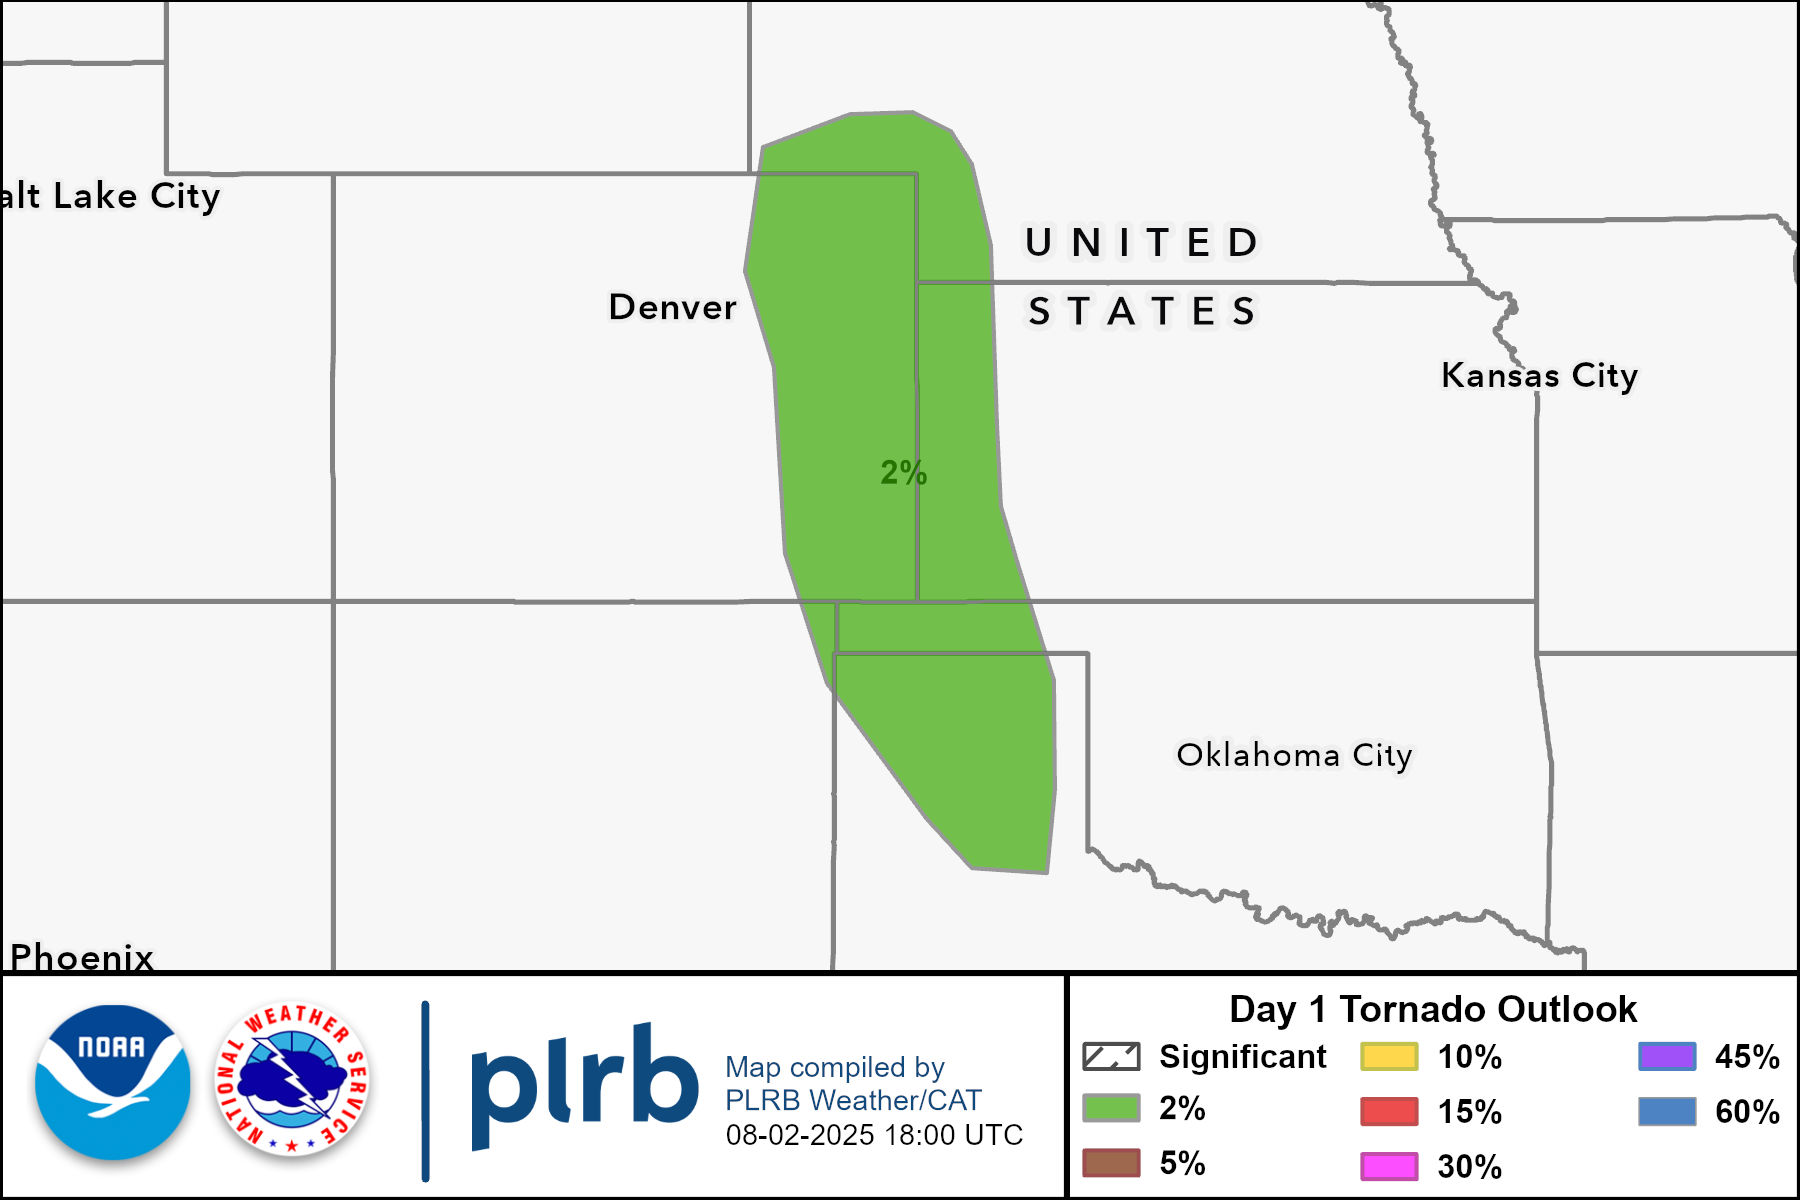 alt Lake City
UNITED
Denver
STATES
Kansas City
2%
Oklahoma City
Phoenix
NOAA
NATIONAL WEATHER SERVICE
plrb
Map compiled by
PLRB Weather/CAT
08-02-2025 18:00 UTC
Day 1 Tornado Outlook
Significant
2%
5%
10%
15%
30%
45%
60%